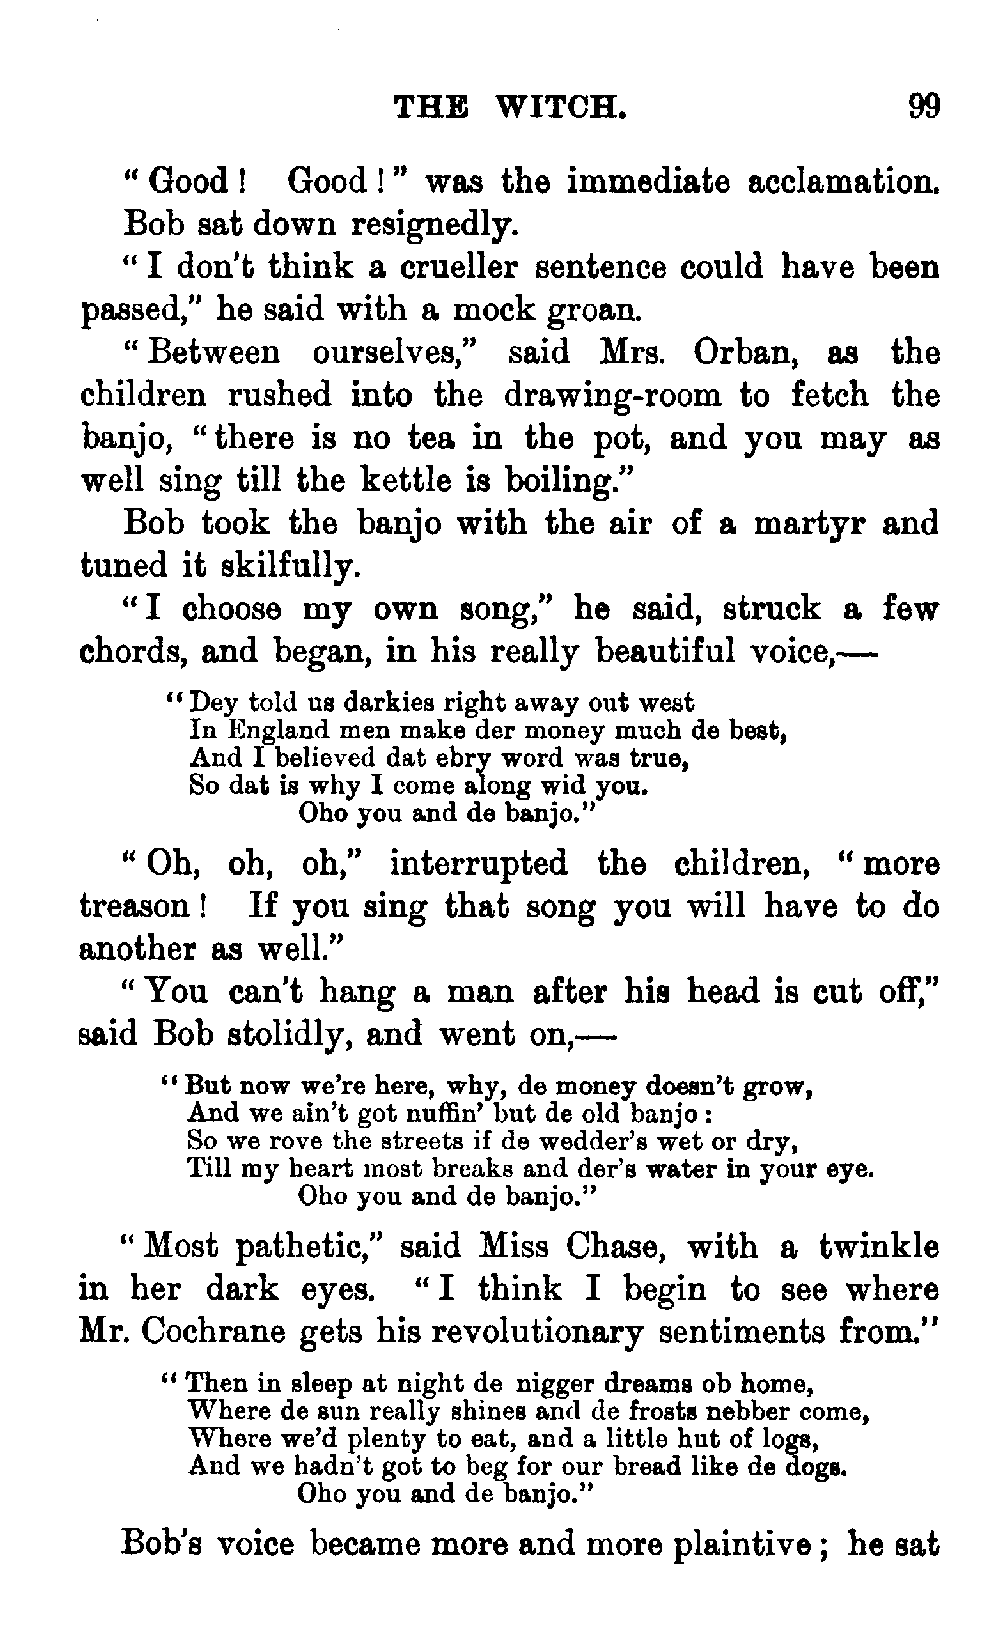 THE WITCH. 99
“Good! Good!” was the immediate acclamation.
Bob sat down resignedly.
“I don't think a crueller sentence could have been
passed,” he said with a mock groan.
“Between ourselves,” said Mrs. Orban, as the
children rushed into the drawing-room to fetch the
banjo, “there is no tea in the pot, and you may as
well sing till the kettle is boiling.”
Bob took the banjo with the air of a martyr and
tuned it skilfully.
“I choose my own song,” he said, struck a few
chords, and began, in his really beautiful voice,—
“Dey told us darkies right away out west
In England men make der money much de best,
And I believed dat ebry word was true,
So dat is why I come along wid you.
Oho you and de banjo.”
“Oh, oh, oh,” interrupted the children, “more
treason! If you sing that song you will have to do
another as well.”
“You can't hang a man after his head is cut off,”
said Bob stolidly, and went on,—
“But now we're here, why, de money doesn't grow,
And we ain't got nuffin' but de old banjo:
So we rove the streets if de wedder's wet or dry,
Till my heart most breaks and der's water in your eye.
Oho you and de banjo.”
“Most pathetic,” said Miss Chase, with a twinkle
in her dark eyes. “I think I begin to see where
Mr. Cochrane gets his revolutionary sentiments from.”
“Then in sleep at night de nigger dreams ob home,
Where de sun really shines and de frosts nebber come,
Where we'd plenty to eat, and a little hut of logs,
And we hadn't got to beg for our bread like de dogs.
Oho you and de banjo.”
Bob's voice became more and more plaintive; he sat